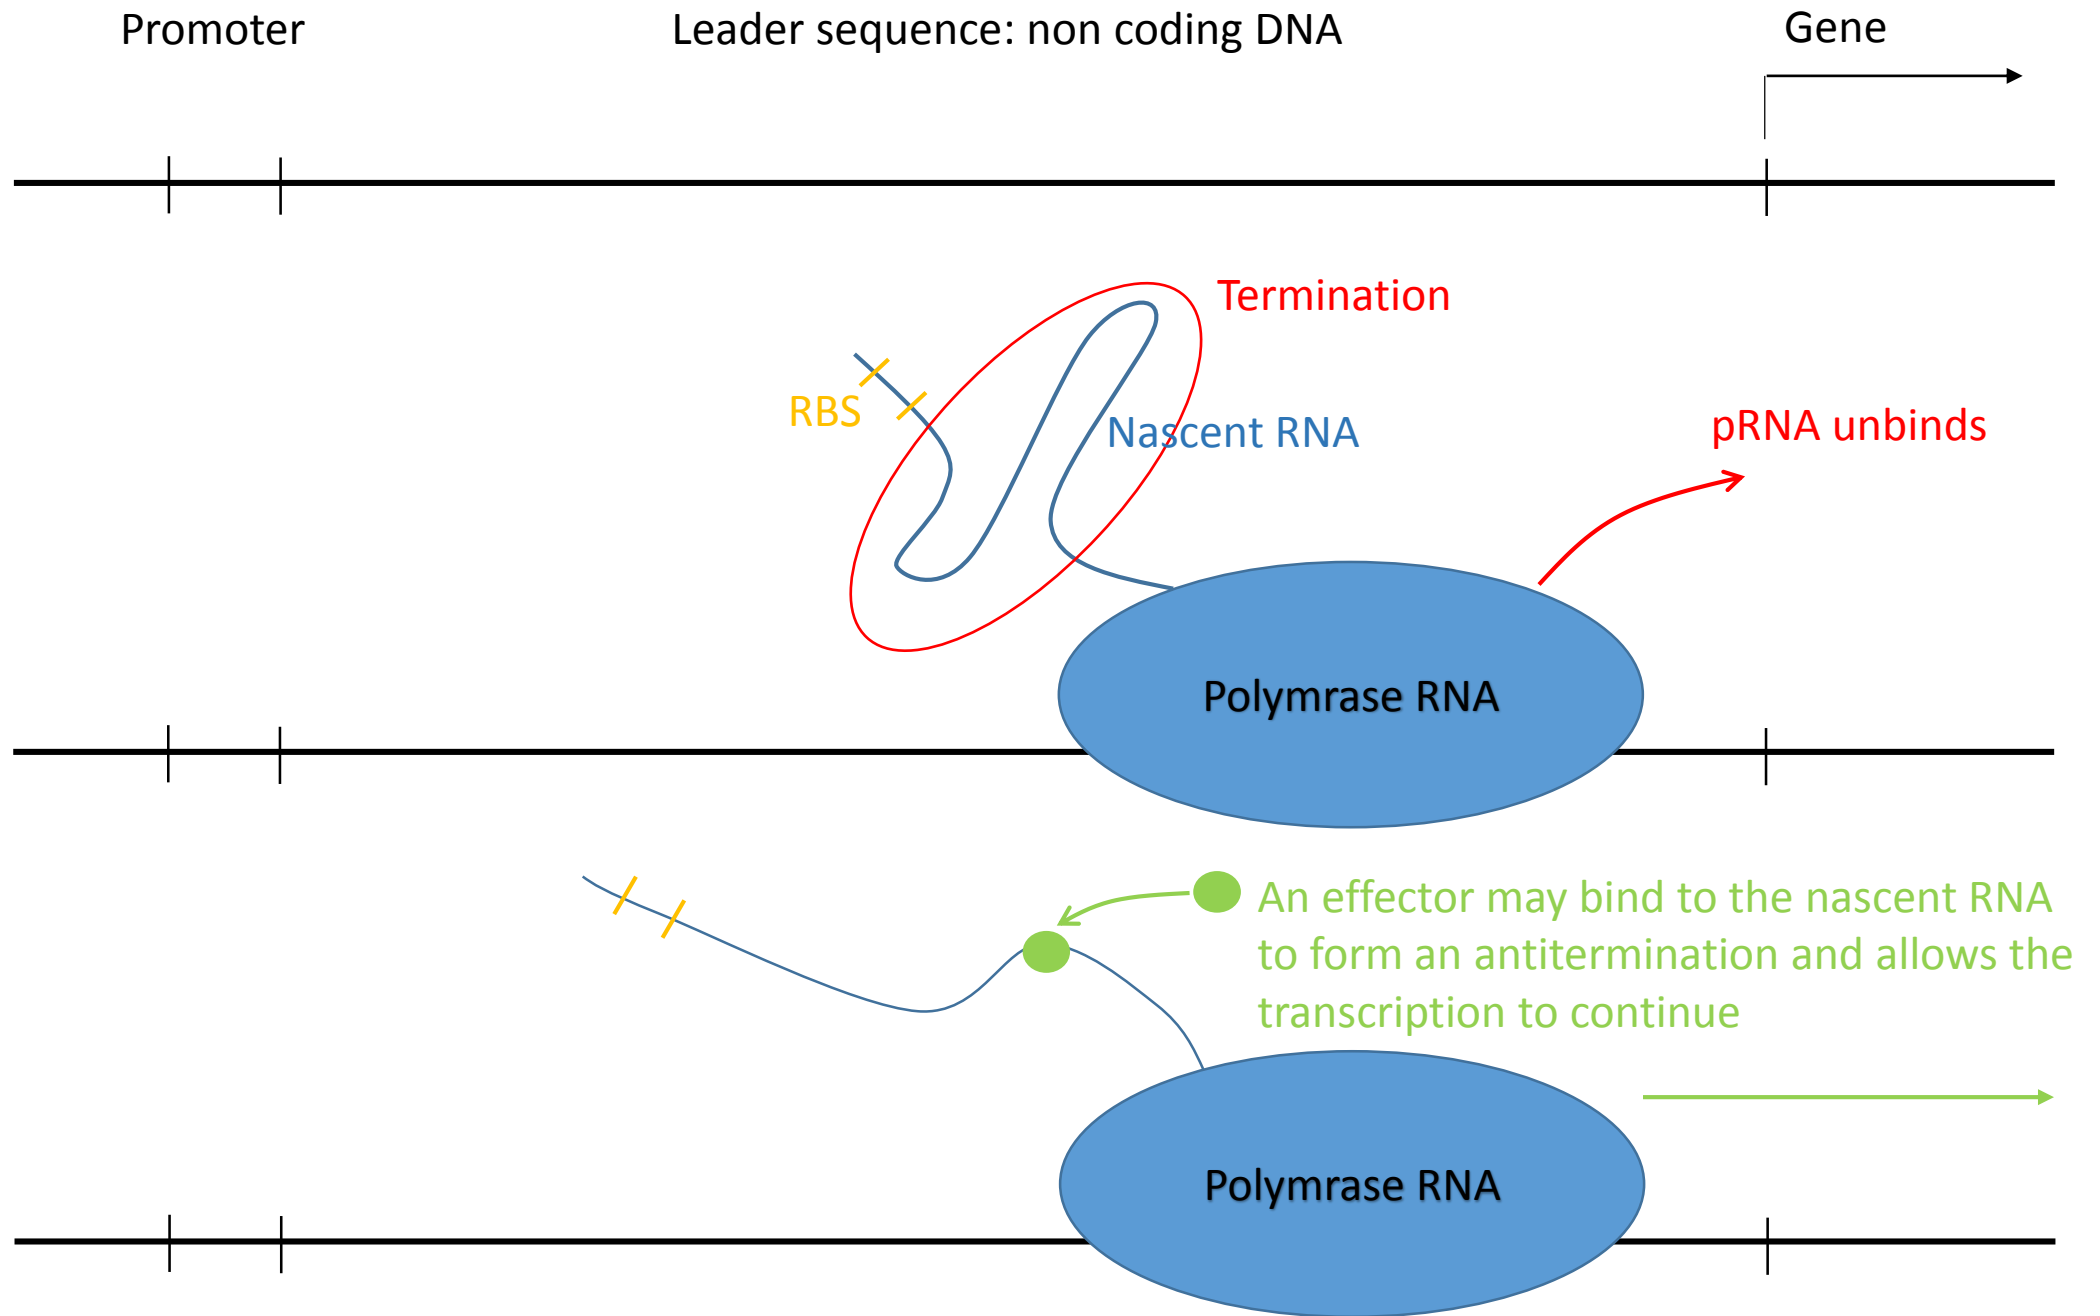 Promoter
Leader sequence: non coding DNA
Gene
Termination
RBS
Nascent RNA
pRNA unbinds
Polymrase RNA
An effector may bind to the nascent RNA
to form an antitermination and allows the
transcription to continue
Polymrase RNA